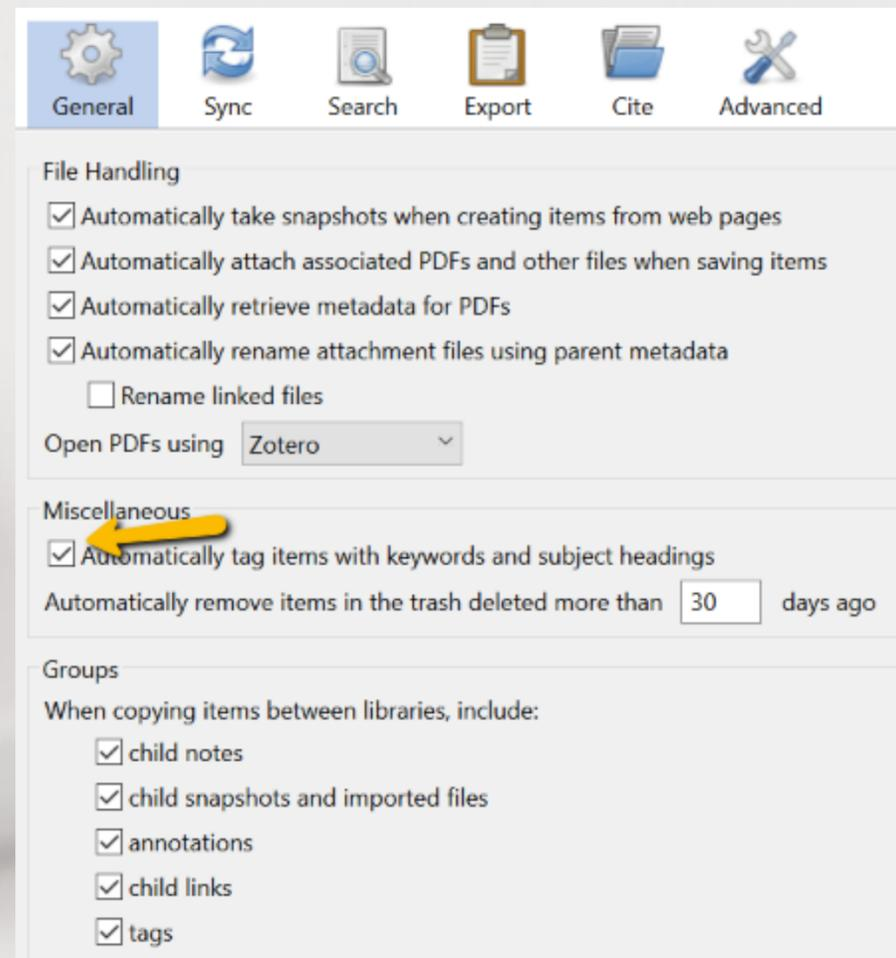 General Sync Search Export Cite Advanced
File Handling
Automatically take snapshots when creating items from web pages
Automatically attach associated PDFs and other files when saving items
Automatically retrieve metadata for PDFs
Automatically rename attachment files using parent metadata
Rename linked files
Open PDFs using Zotero
Miscellaneous
Automatically tag items with keywords and subject headings
Automatically remove items in the trash deleted more than 30 days ago
Groups
When copying items between libraries, include:
child notes
child snapshots and imported files
annotations
child links
tags